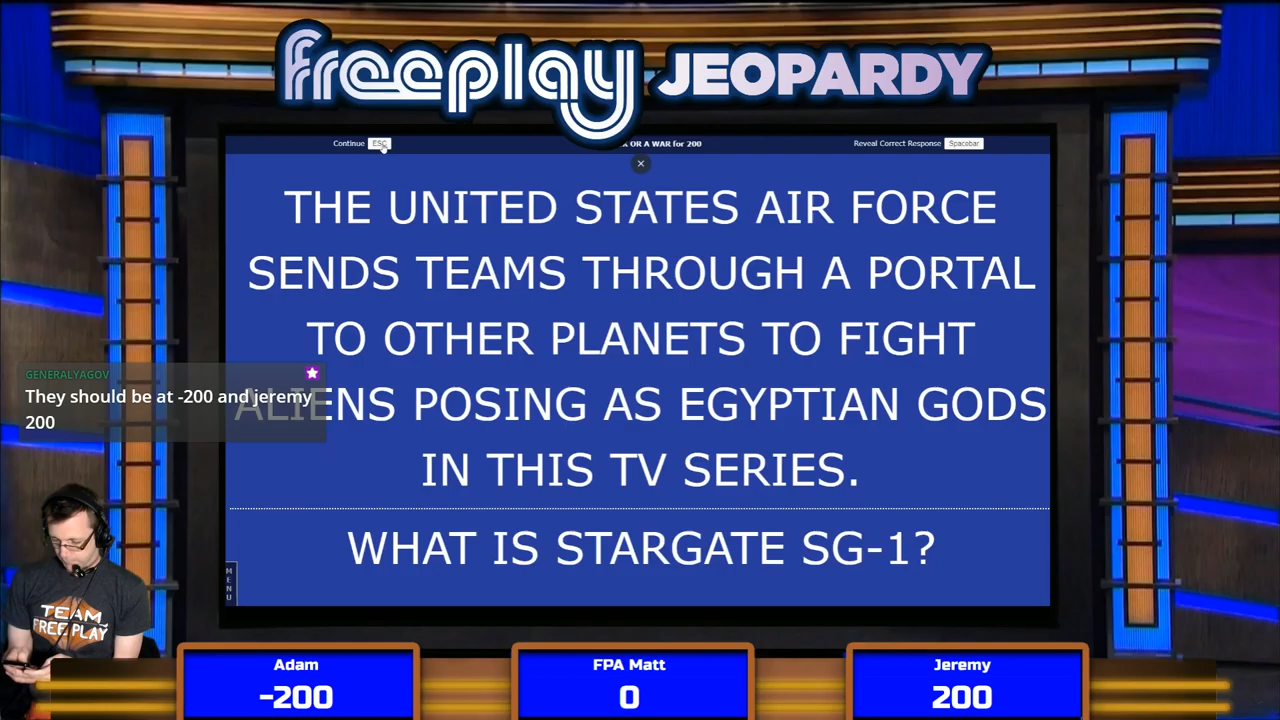 freeplay JEOPARDY
Continue ESC
OR A WAR for 200
Reveal Correct Response Spacebar
×
THE UNITED STATES AIR FORCE
SENDS TEAMS THROUGH A PORTAL
TO OTHER PLANETS TO FIGHT
ALIENS POSING AS EGYPTIAN GODS
IN THIS TV SERIES.
WHAT IS STARGATE SG-1?
GENERALYAGOV
They should be at -200 and jeremy
200
MENU
TEAM
FREEPLAY
Adam
-200
FPA Matt
0
Jeremy
200